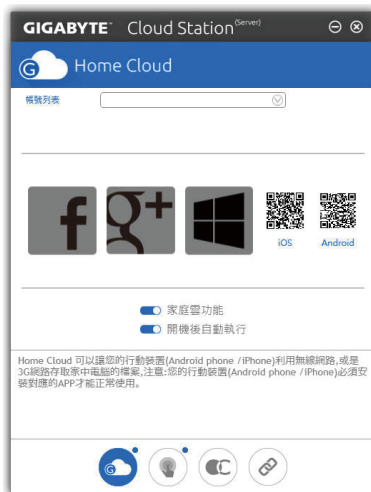 GIGABYTE™ Cloud Station (Server)
G Home Cloud
帳號列表
f g+
iOS Android
家庭雲功能
開機後自動執行
Home Cloud 可以讓您的行動裝置(Android phone /iPhone)利用無線網路,或是
3G網路存取家中電腦的檔案,注意:您的行動裝置(Android phone /iPhone)必須安
裝對應的APP才能正常使用。
G